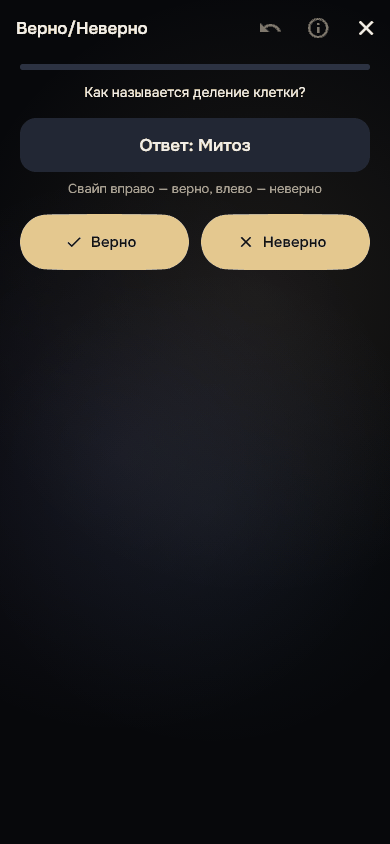 Верно/Неверно
Как называется деление клетки?
Ответ: Митоз
Свайп вправо — верно, влево — неверно
Верно
Неверно